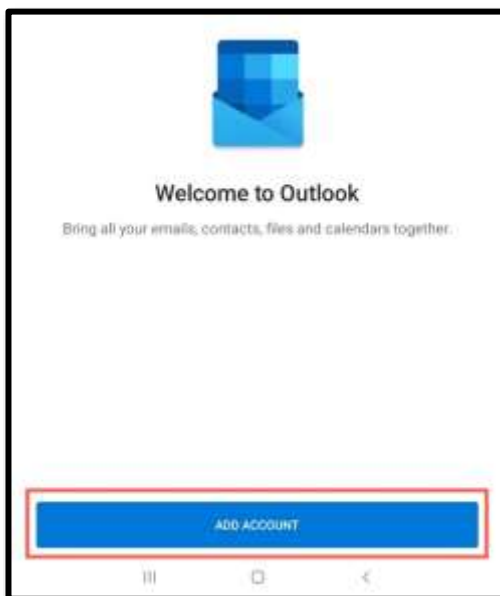 Welcome to Outlook
Bring all your emails, contacts, files and calendars together.
ADD ACCOUNT